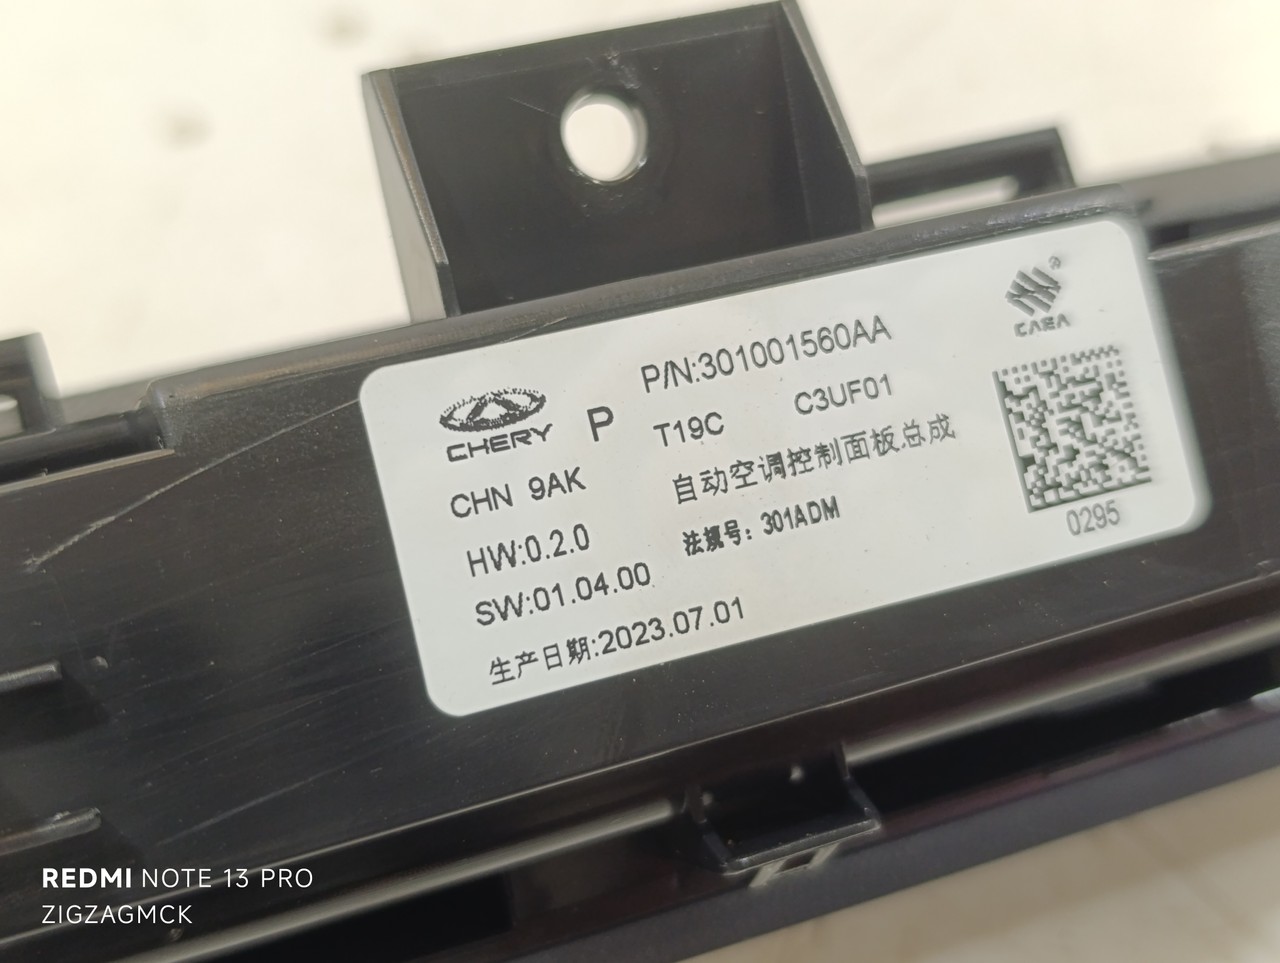 CHERY
P
P/N:301001560AA
T19C C3UF01
CHN 9AK
自动空调控制面板总成
HW:0.2.0
法规号：301ADM
SW:01.04.00
生产日期:2023.07.01
CAEA
0295
REDMI NOTE 13 PRO
ZIGZAGMCK